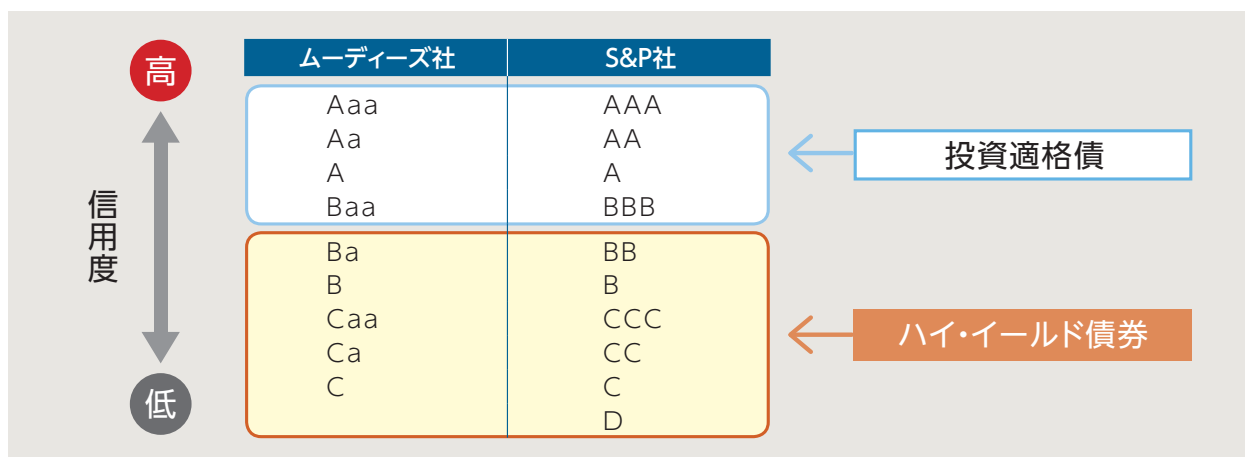 高
信用度
低
ムーディーズ社 S&P社
Aaa AAA
Aa AA
A A
Baa BBB
Ba BB
B B
Caa CCC
Ca CC
C C
D
投資適格債
ハイ・イールド債券